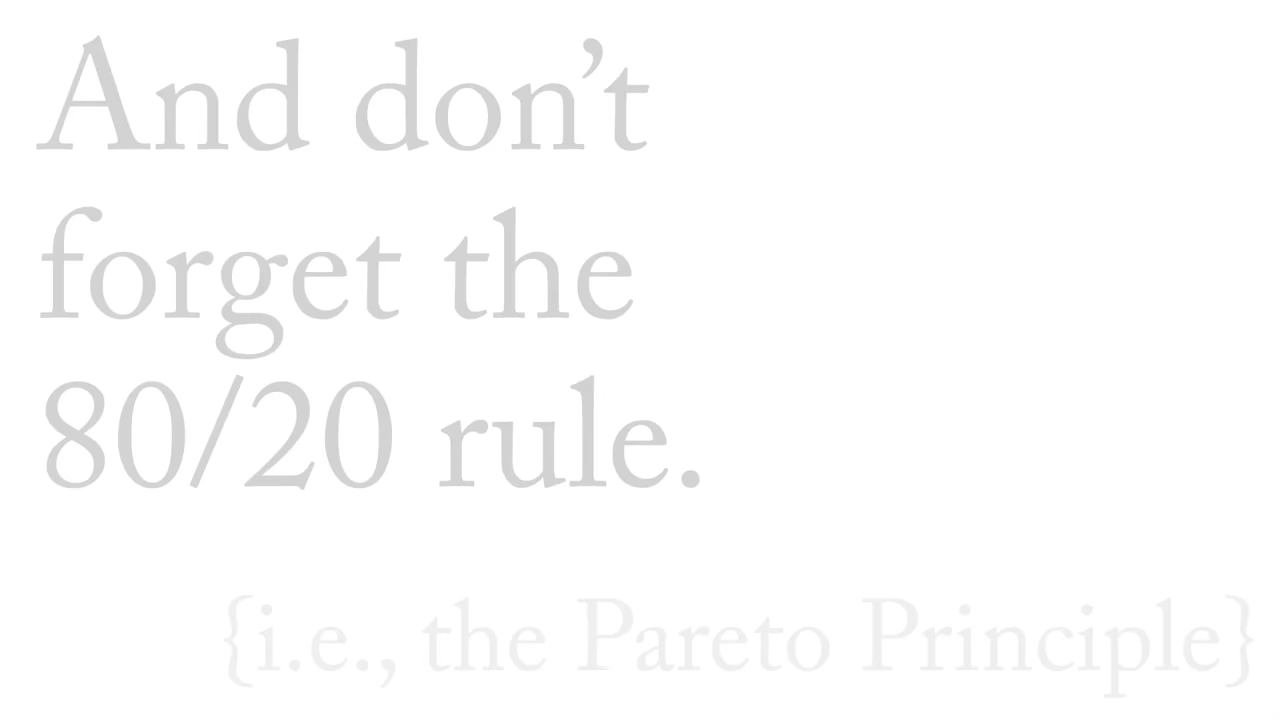 And don’t
forget the
80/20 rule.
{i.e., the Pareto Principle}